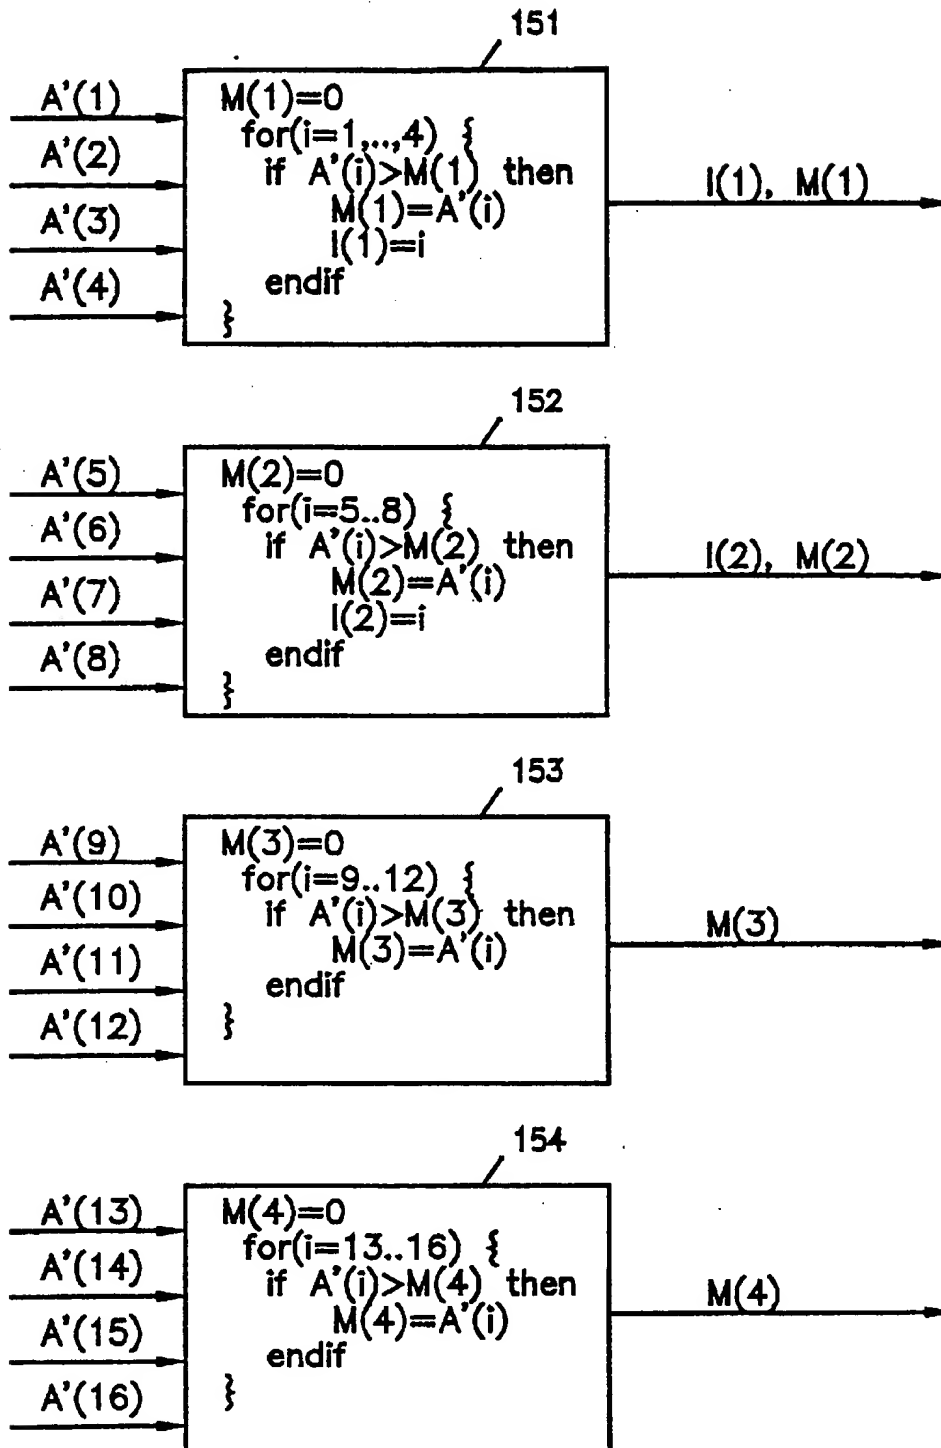 151
A'(1)
A'(2)
A'(3)
A'(4)
M(1)=0
for(i=1,..,4) {
if A'(i)>M(1) then
M(1)=A'(i)
I(1)=i
endif
}
I(1), M(1)
152
A'(5)
A'(6)
A'(7)
A'(8)
M(2)=0
for(i=5..8) {
if A'(i)>M(2) then
M(2)=A'(i)
I(2)=i
endif
}
I(2), M(2)
153
A'(9)
A'(10)
A'(11)
A'(12)
M(3)=0
for(i=9..12) {
if A'(i)>M(3) then
M(3)=A'(i)
endif
}
M(3)
154
A'(13)
A'(14)
A'(15)
A'(16)
M(4)=0
for(i=13..16) {
if A'(i)>M(4) then
M(4)=A'(i)
endif
}
M(4)